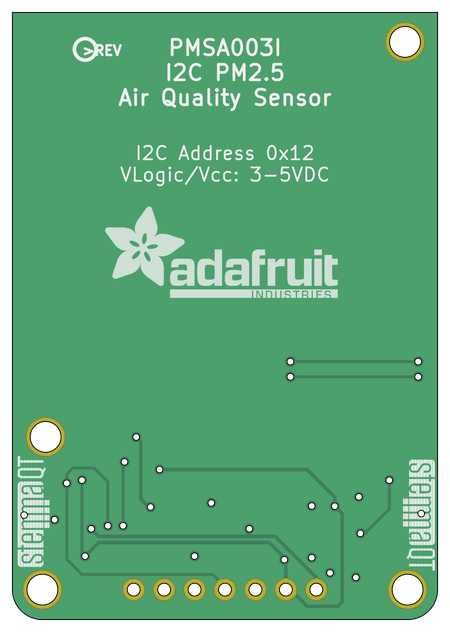 REV
PMSA003I
I2C PM2.5
Air Quality Sensor
I2C Address 0x12
VLogic/Vcc: 3-5VDC
adafruit
INDUSTRIES
stemmaQT
stemmaQT